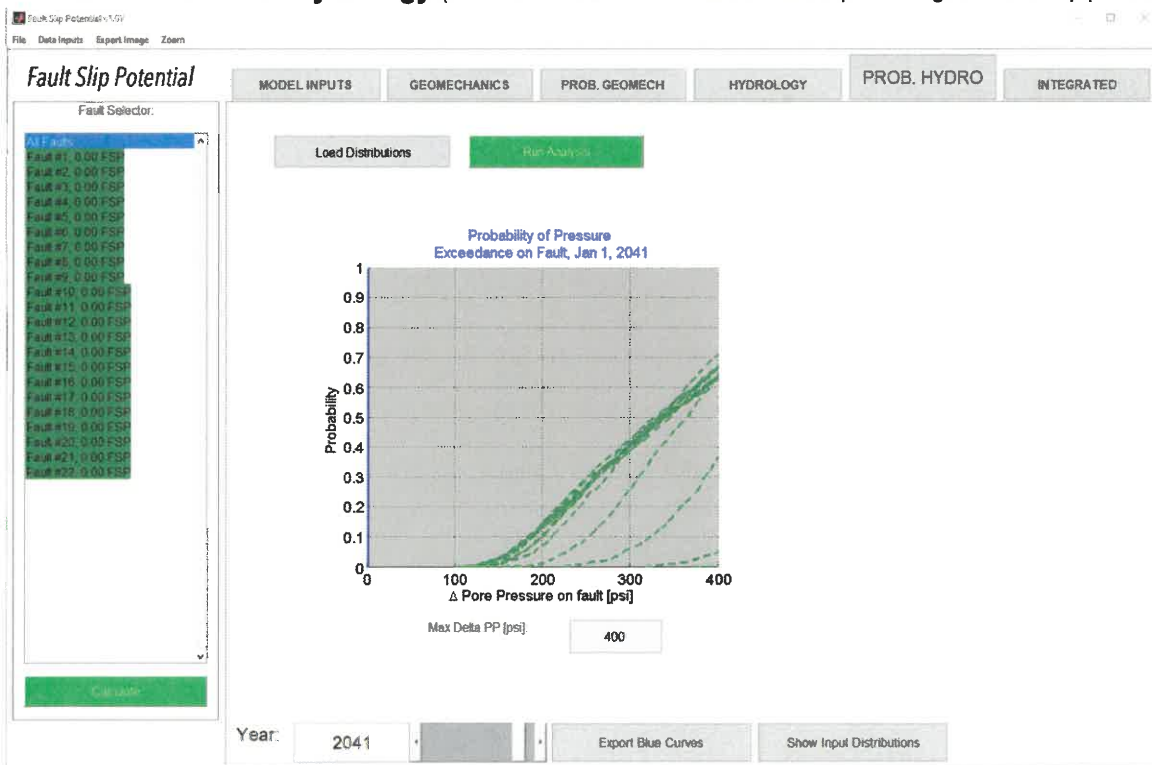 Fault Slip Potential v1.07
File Data Inputs Export Image Zoom
Fault Slip Potential
MODEL INPUTS GEOMECHANICS PROB. GEOMECH HYDROLOGY PROB. HYDRO INTEGRATED
Fault Selector:
All Faults
Fault #1, 0.00 FSP
Fault #2, 0.00 FSP
Fault #3, 0.00 FSP
Fault #4, 0.00 FSP
Fault #5, 0.00 FSP
Fault #6, 0.00 FSP
Fault #7, 0.00 FSP
Fault #8, 0.00 FSP
Fault #9, 0.00 FSP
Fault #10, 0.00 FSP
Fault #11, 0.00 FSP
Fault #12, 0.00 FSP
Fault #13, 0.00 FSP
Fault #14, 0.00 FSP
Fault #15, 0.00 FSP
Fault #16, 0.00 FSP
Fault #17, 0.00 FSP
Fault #18, 0.00 FSP
Fault #19, 0.00 FSP
Fault #20, 0.00 FSP
Fault #21, 0.00 FSP
Fault #22, 0.00 FSP
Calculate
Load Distributions Run Analysis
Probability of Pressure
Exceedance on Fault, Jan 1, 2041
Probability
1
0.9
0.8
0.7
0.6
0.5
0.4
0.3
0.2
0.1
0
0 100 200 300 400
Δ Pore Pressure on fault [psi]
Max Delta PP [psi]: 400
Year: 2041 Export Blue Curves Show Input Distributions